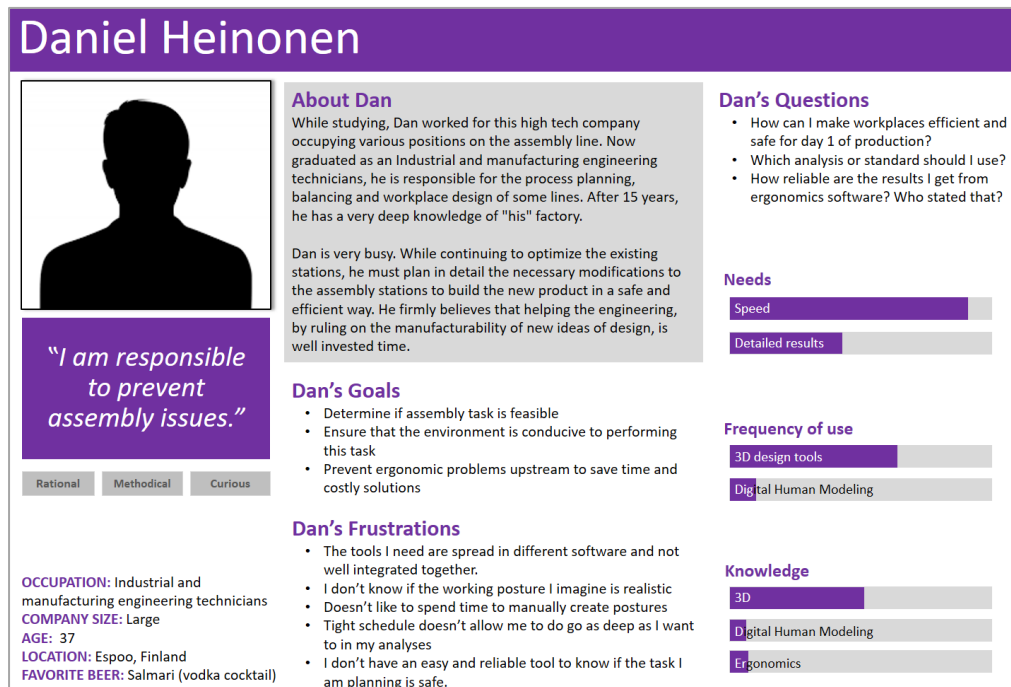 Daniel Heinonen
"I am responsible
to prevent
assembly issues."
Rational
Methodical
Curious
OCCUPATION: Industrial and
manufacturing engineering technicians
COMPANY SIZE: Large
AGE: 37
LOCATION: Espoo, Finland
FAVORITE BEER: Salmari (vodka cocktail)
About Dan
While studying, Dan worked for this high tech company
occupying various positions on the assembly line. Now
graduated as an Industrial and manufacturing engineering
technicians, he is responsible for the process planning,
balancing and workplace design of some lines. After 15 years,
he has a very deep knowledge of "his" factory.
Dan is very busy. While continuing to optimize the existing
stations, he must plan in detail the necessary modifications to
the assembly stations to build the new product in a safe and
efficient way. He firmly believes that helping the engineering,
by ruling on the manufacturability of new ideas of design, is
well invested time.
Dan's Goals
• Determine if assembly task is feasible
• Ensure that the environment is conducive to performing
this task
• Prevent ergonomic problems upstream to save time and
costly solutions
Dan's Frustrations
• The tools I need are spread in different software and not
well integrated together.
• I don't know if the working posture I imagine is realistic
• Doesn't like to spend time to manually create postures
• Tight schedule doesn't allow me to do go as deep as I want
to in my analyses
• I don't have an easy and reliable tool to know if the task I
am planning is safe.
Dan's Questions
• How can I make workplaces efficient and
safe for day 1 of production?
• Which analysis or standard should I use?
• How reliable are the results I get from
ergonomics software? Who stated that?
Needs
Speed
Detailed results
Frequency of use
3D design tools
Digital Human Modeling
Knowledge
3D
Digital Human Modeling
Ergonomics